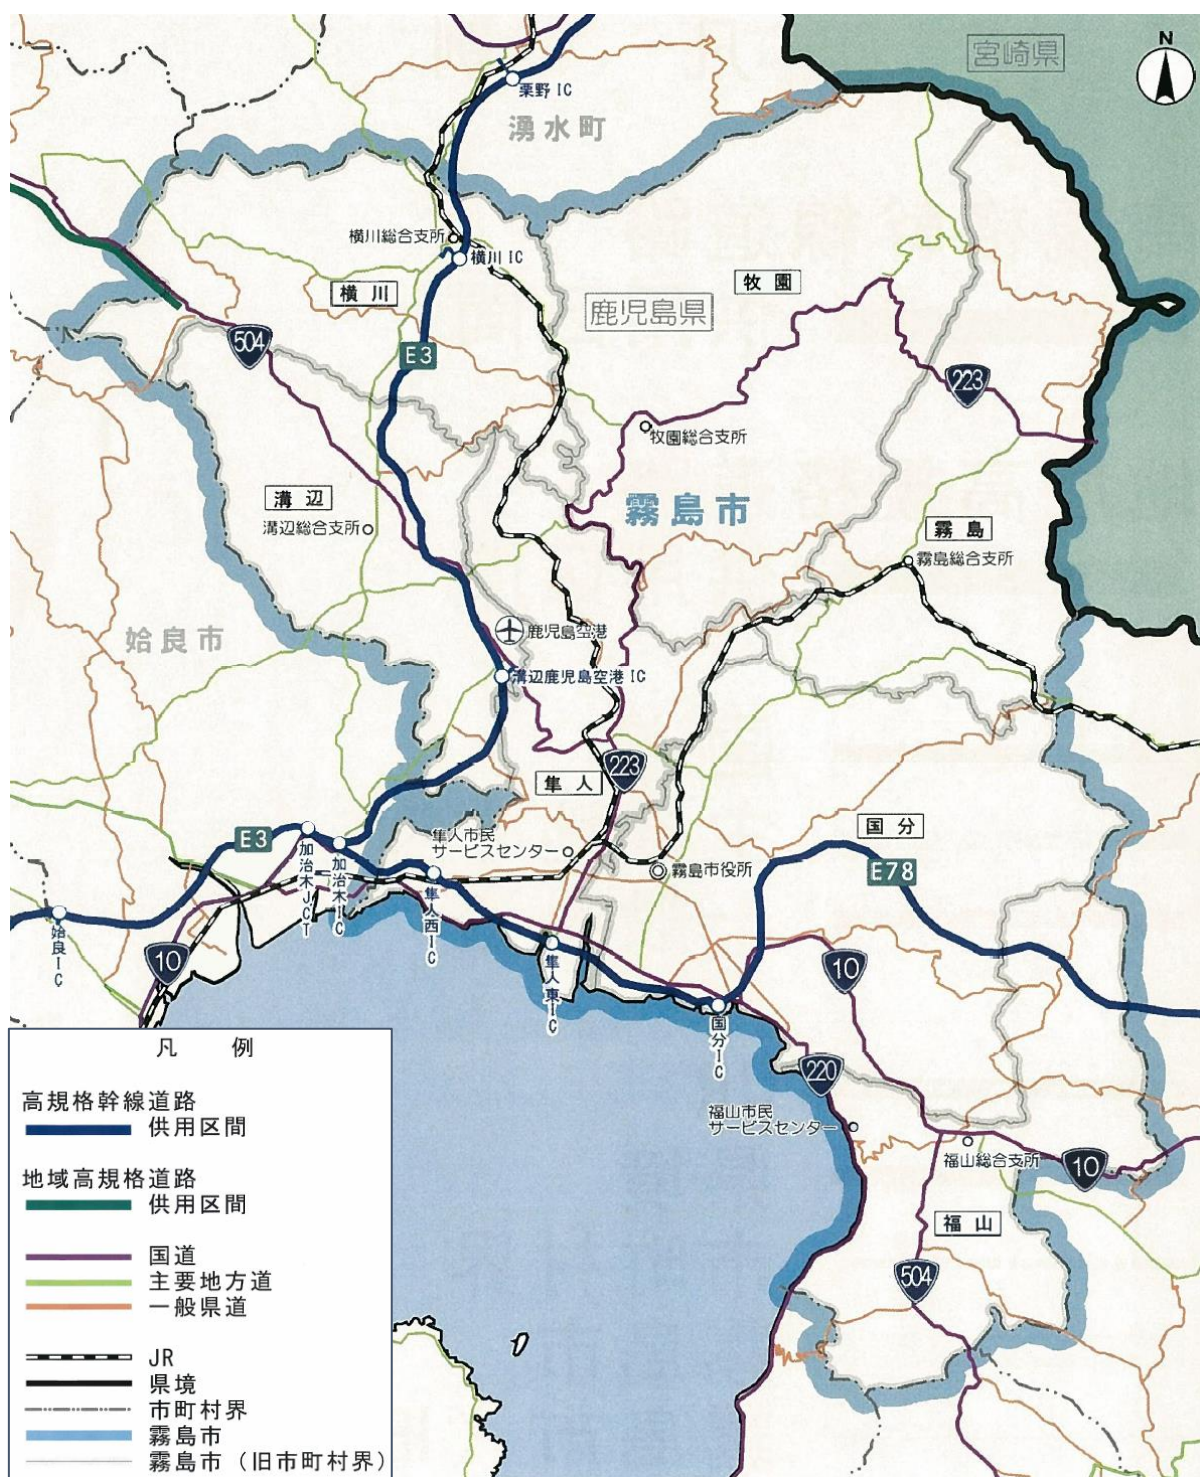 宮崎県
N
栗野 IC
湧水町
横川総合支所
横川 IC
横 川
牧 園
鹿児島県
504
E3
223
牧園総合支所
溝 辺
溝辺総合支所
霧島市
霧 島
霧島総合支所
姶良市
鹿児島空港
溝辺鹿児島空港 IC
223
隼 人
国 分
E3
加治木JCT
加治木IC
隼人市民
サービスセンター
霧島市役所
E78
姶良IC
隼人西IC
10
隼人東IC
10
国分IC
220
福山市民
サービスセンター
福山総合支所
10
福 山
504
凡 例
高規格幹線道路
供用区間
地域高規格道路
供用区間
国道
主要地方道
一般県道
JR
県境
市町村界
霧島市
霧島市（旧市町村界）